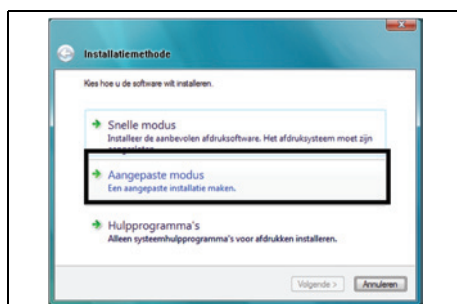 Installatiemethode
Kies hoe u de software wilt installeren.
Snelle modus
Installeer de aanbevolen afdruksoftware. Het afdruksysteem moet zijn
aangesloten.
Aangepaste modus
Een aangepaste installatie maken.
Hulpprogramma's
Alleen systeemhulpprogramma's voor afdrukken installeren.
Volgende >
Annuleren